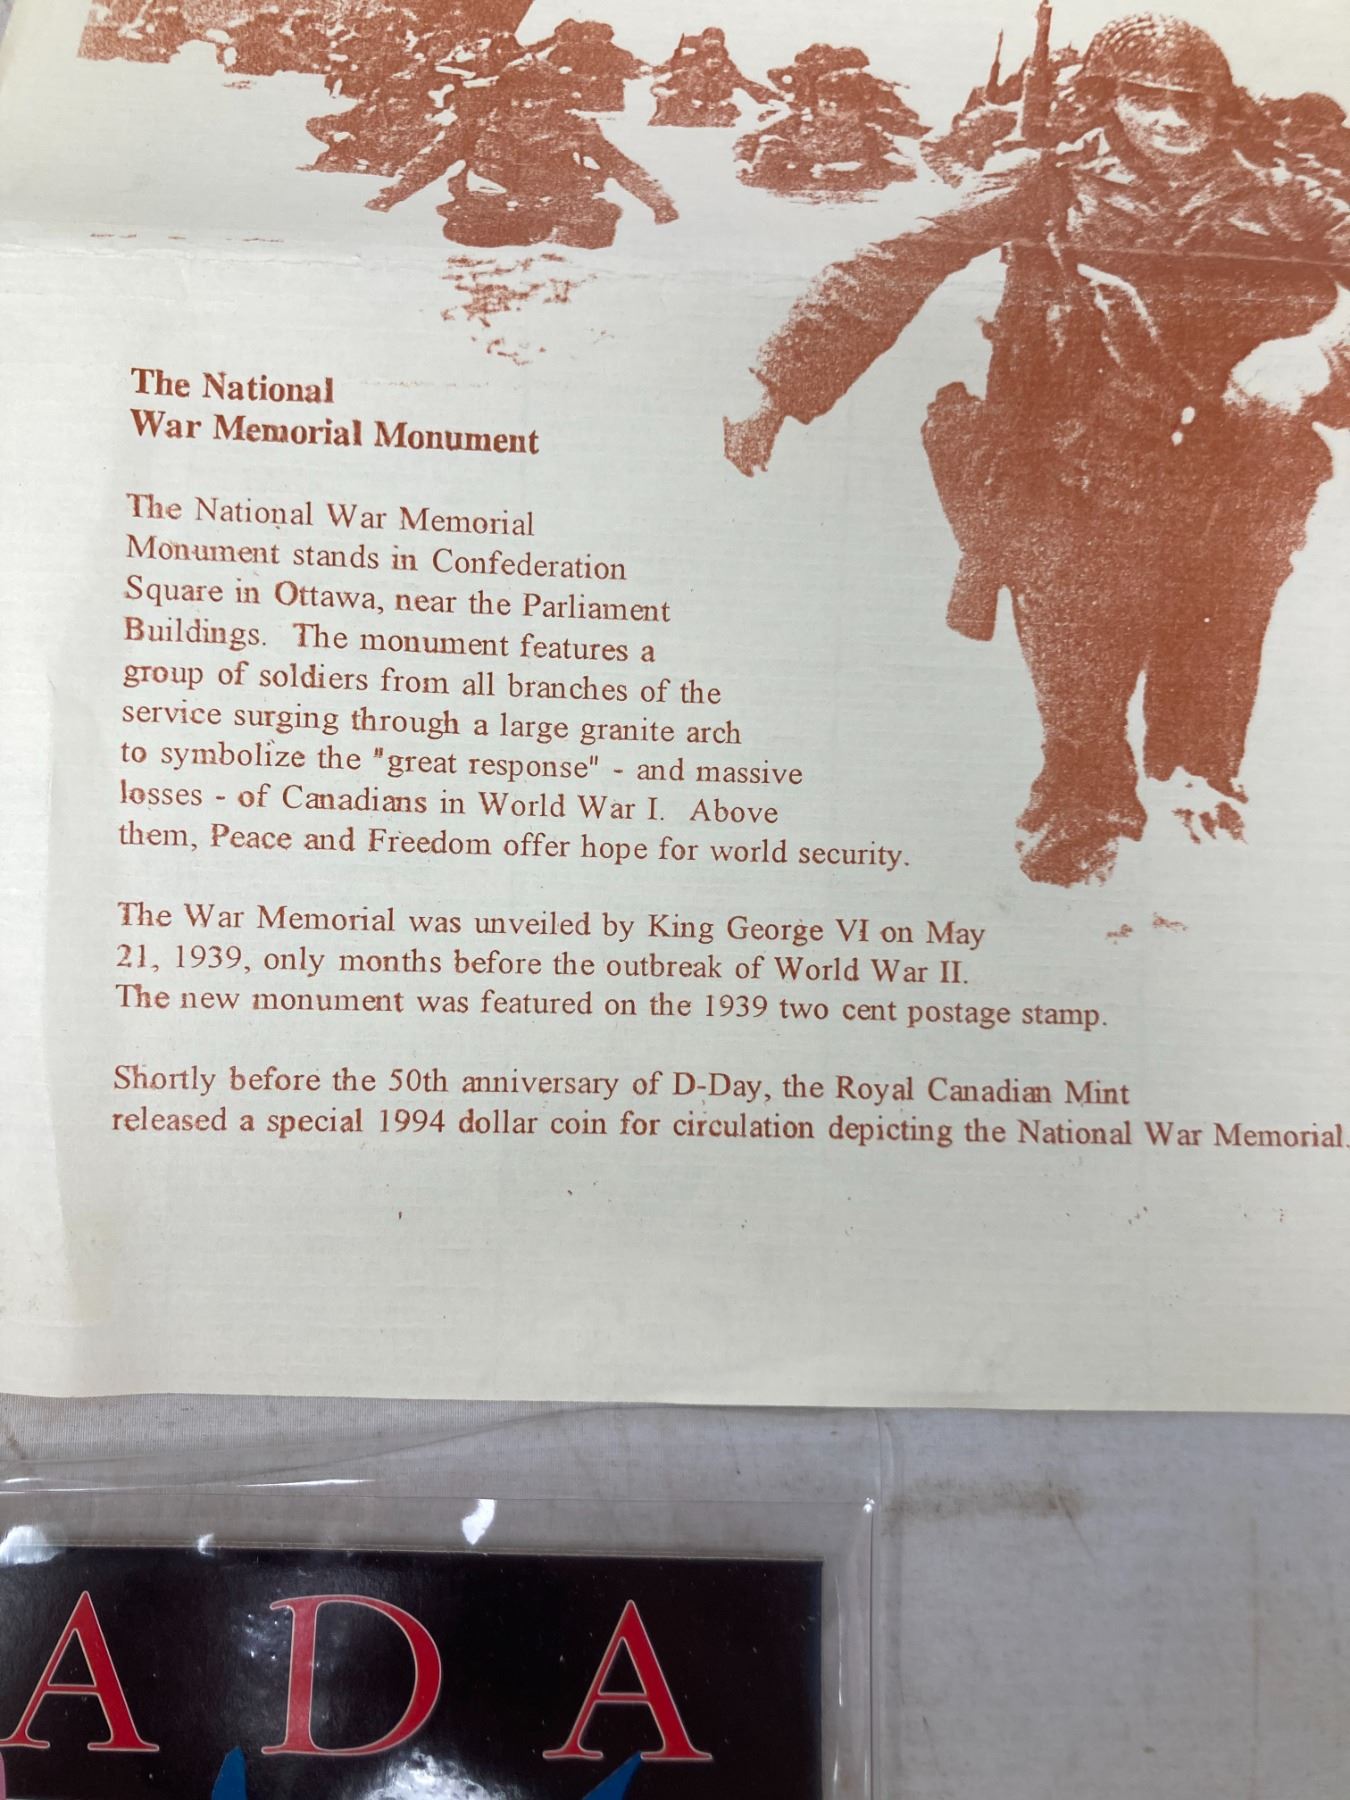 The National
War Memorial Monument
The National War Memorial
Monument stands in Confederation
Square in Ottawa, near the Parliament
Buildings. The monument features a
group of soldiers from all branches of the
service surging through a large granite arch
to symbolize the "great response" - and massive
losses - of Canadians in World War I. Above
them, Peace and Freedom offer hope for world security.
The War Memorial was unveiled by King George VI on May
21, 1939, only months before the outbreak of World War II.
The new monument was featured on the 1939 two cent postage stamp.
Shortly before the 50th anniversary of D-Day, the Royal Canadian Mint
released a special 1994 dollar coin for circulation depicting the National War Memorial.
ADA